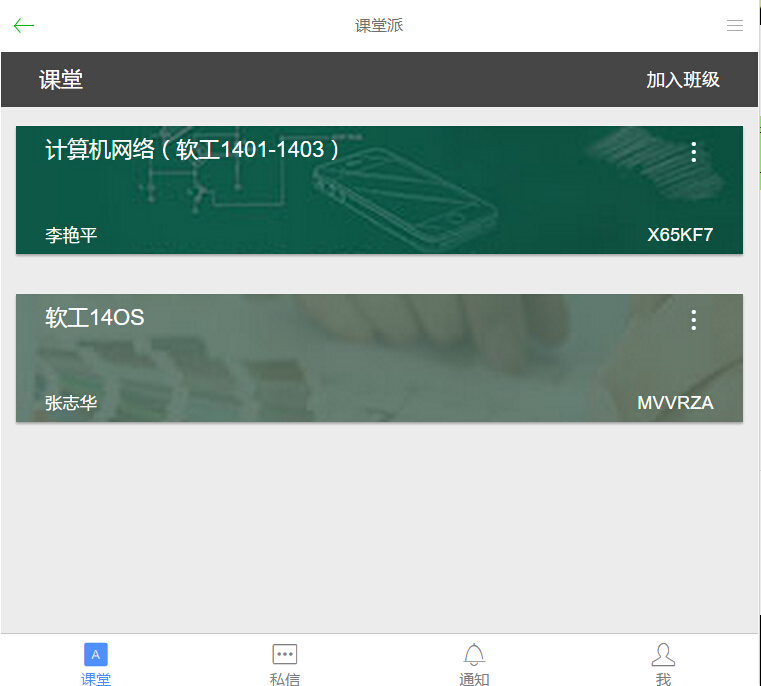 课堂派
课堂
加入班级
计算机网络（软工1401-1403）
李艳平
X65KF7
软工14OS
张志华
MVVRZA
A
课堂
私信
通知
我